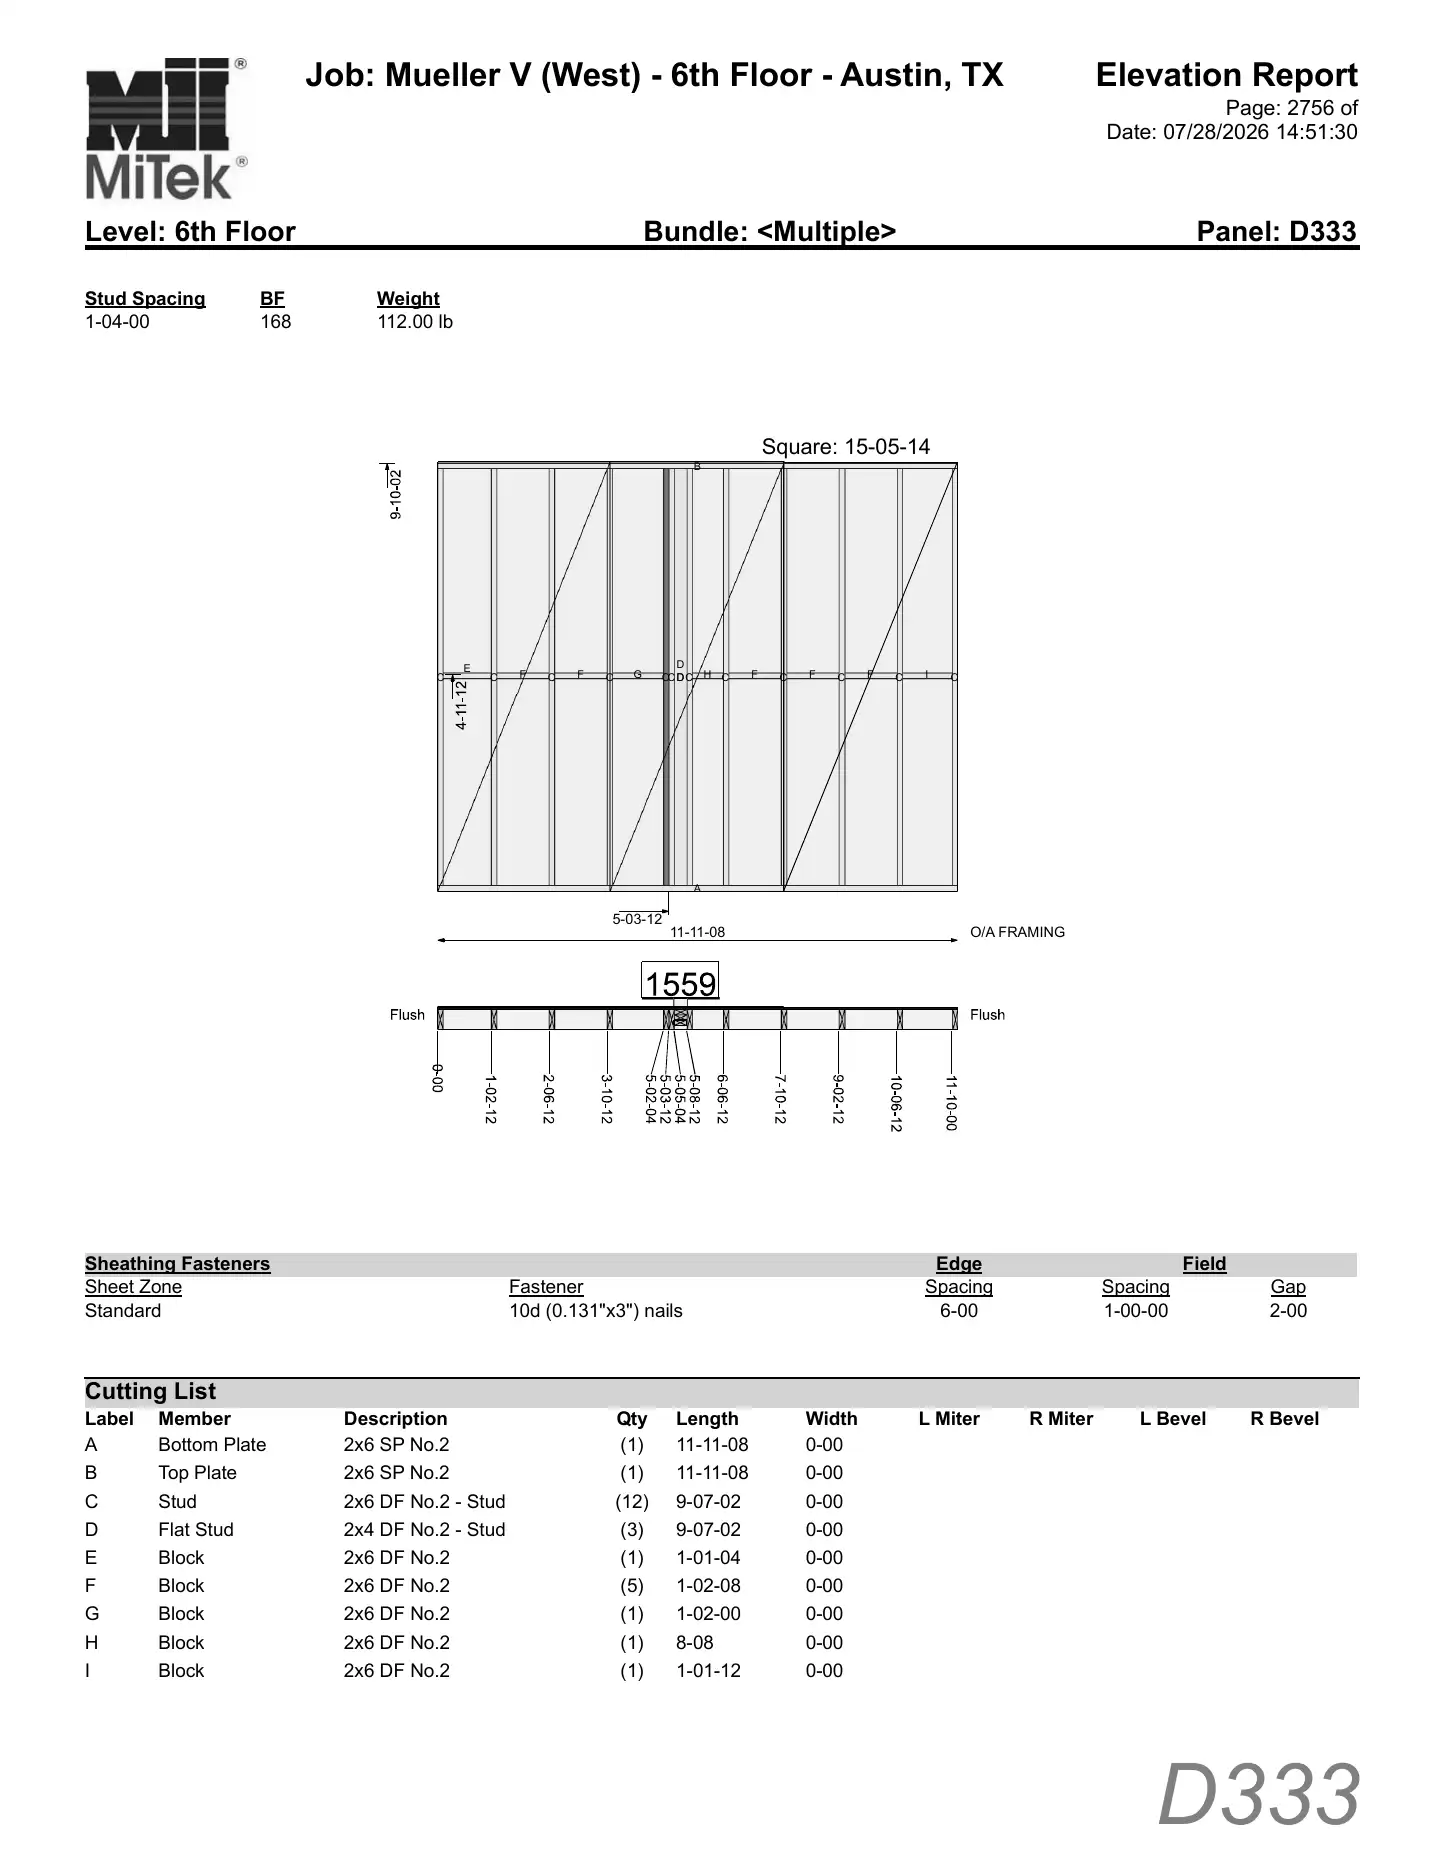 Job: Mueller V (West) - 6th Floor - Austin, TX
Elevation Report
Page: 2756 of
Date: 07/28/2026 14:51:30
MiTek®
Level: 6th Floor Bundle: <Multiple> Panel: D333
Stud Spacing BF Weight
1-04-00 168 112.00 lb
Square: 15-05-14
B
9-10-02
D
E F F G D H F F F I
4-11-12
A
5-03-12
11-11-08 O/A FRAMING
1559
Flush Flush
0-00 1-02-12 2-06-12 3-10-12 5-02-04 5-03-12 5-05-04 5-08-12 6-06-12 7-10-12 9-02-12 10-06-12 11-10-00
Sheathing Fasteners Edge Field
Sheet Zone Fastener Spacing Spacing Gap
Standard 10d (0.131"x3") nails 6-00 1-00-00 2-00
Cutting List
Label Member Description Qty Length Width L Miter R Miter L Bevel R Bevel
A Bottom Plate 2x6 SP No.2 (1) 11-11-08 0-00
B Top Plate 2x6 SP No.2 (1) 11-11-08 0-00
C Stud 2x6 DF No.2 - Stud (12) 9-07-02 0-00
D Flat Stud 2x4 DF No.2 - Stud (3) 9-07-02 0-00
E Block 2x6 DF No.2 (1) 1-01-04 0-00
F Block 2x6 DF No.2 (5) 1-02-08 0-00
G Block 2x6 DF No.2 (1) 1-02-00 0-00
H Block 2x6 DF No.2 (1) 8-08 0-00
I Block 2x6 DF No.2 (1) 1-01-12 0-00
D333